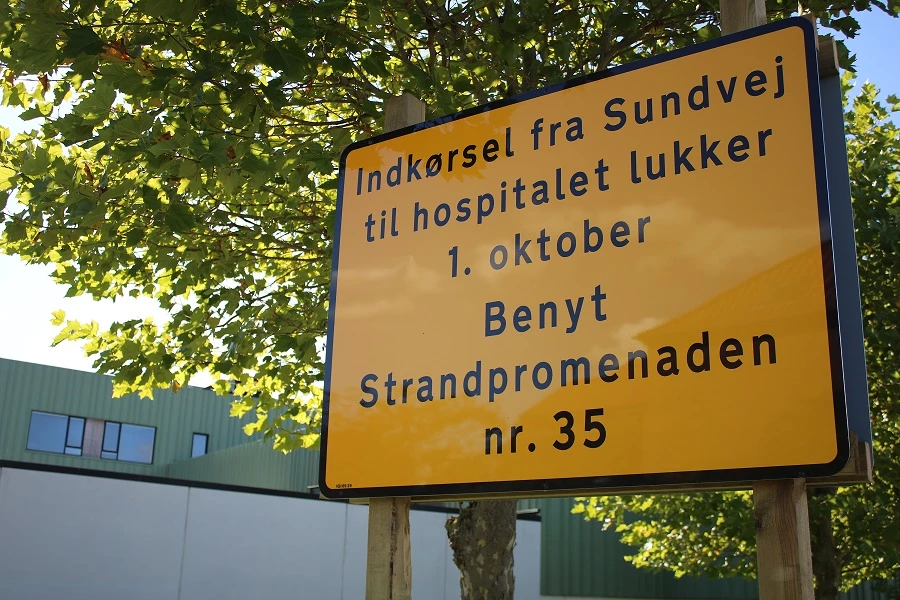 Indkørsel fra Sundvej
til hospitalet lukker
1. oktober
Benyt
Strandpromenaden
nr. 35